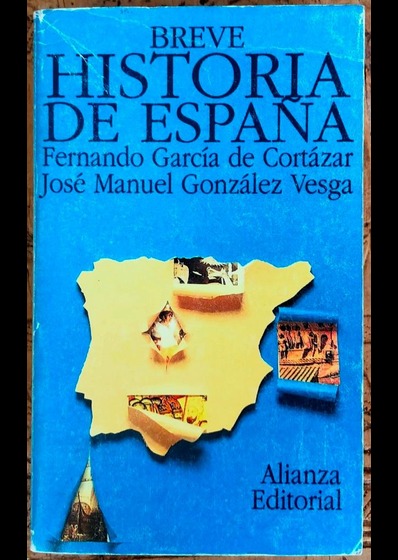 BREVE
HISTORIA
DE ESPAÑA
Fernando García de Cortázar
José Manuel González Vesga
Alianza
Editorial